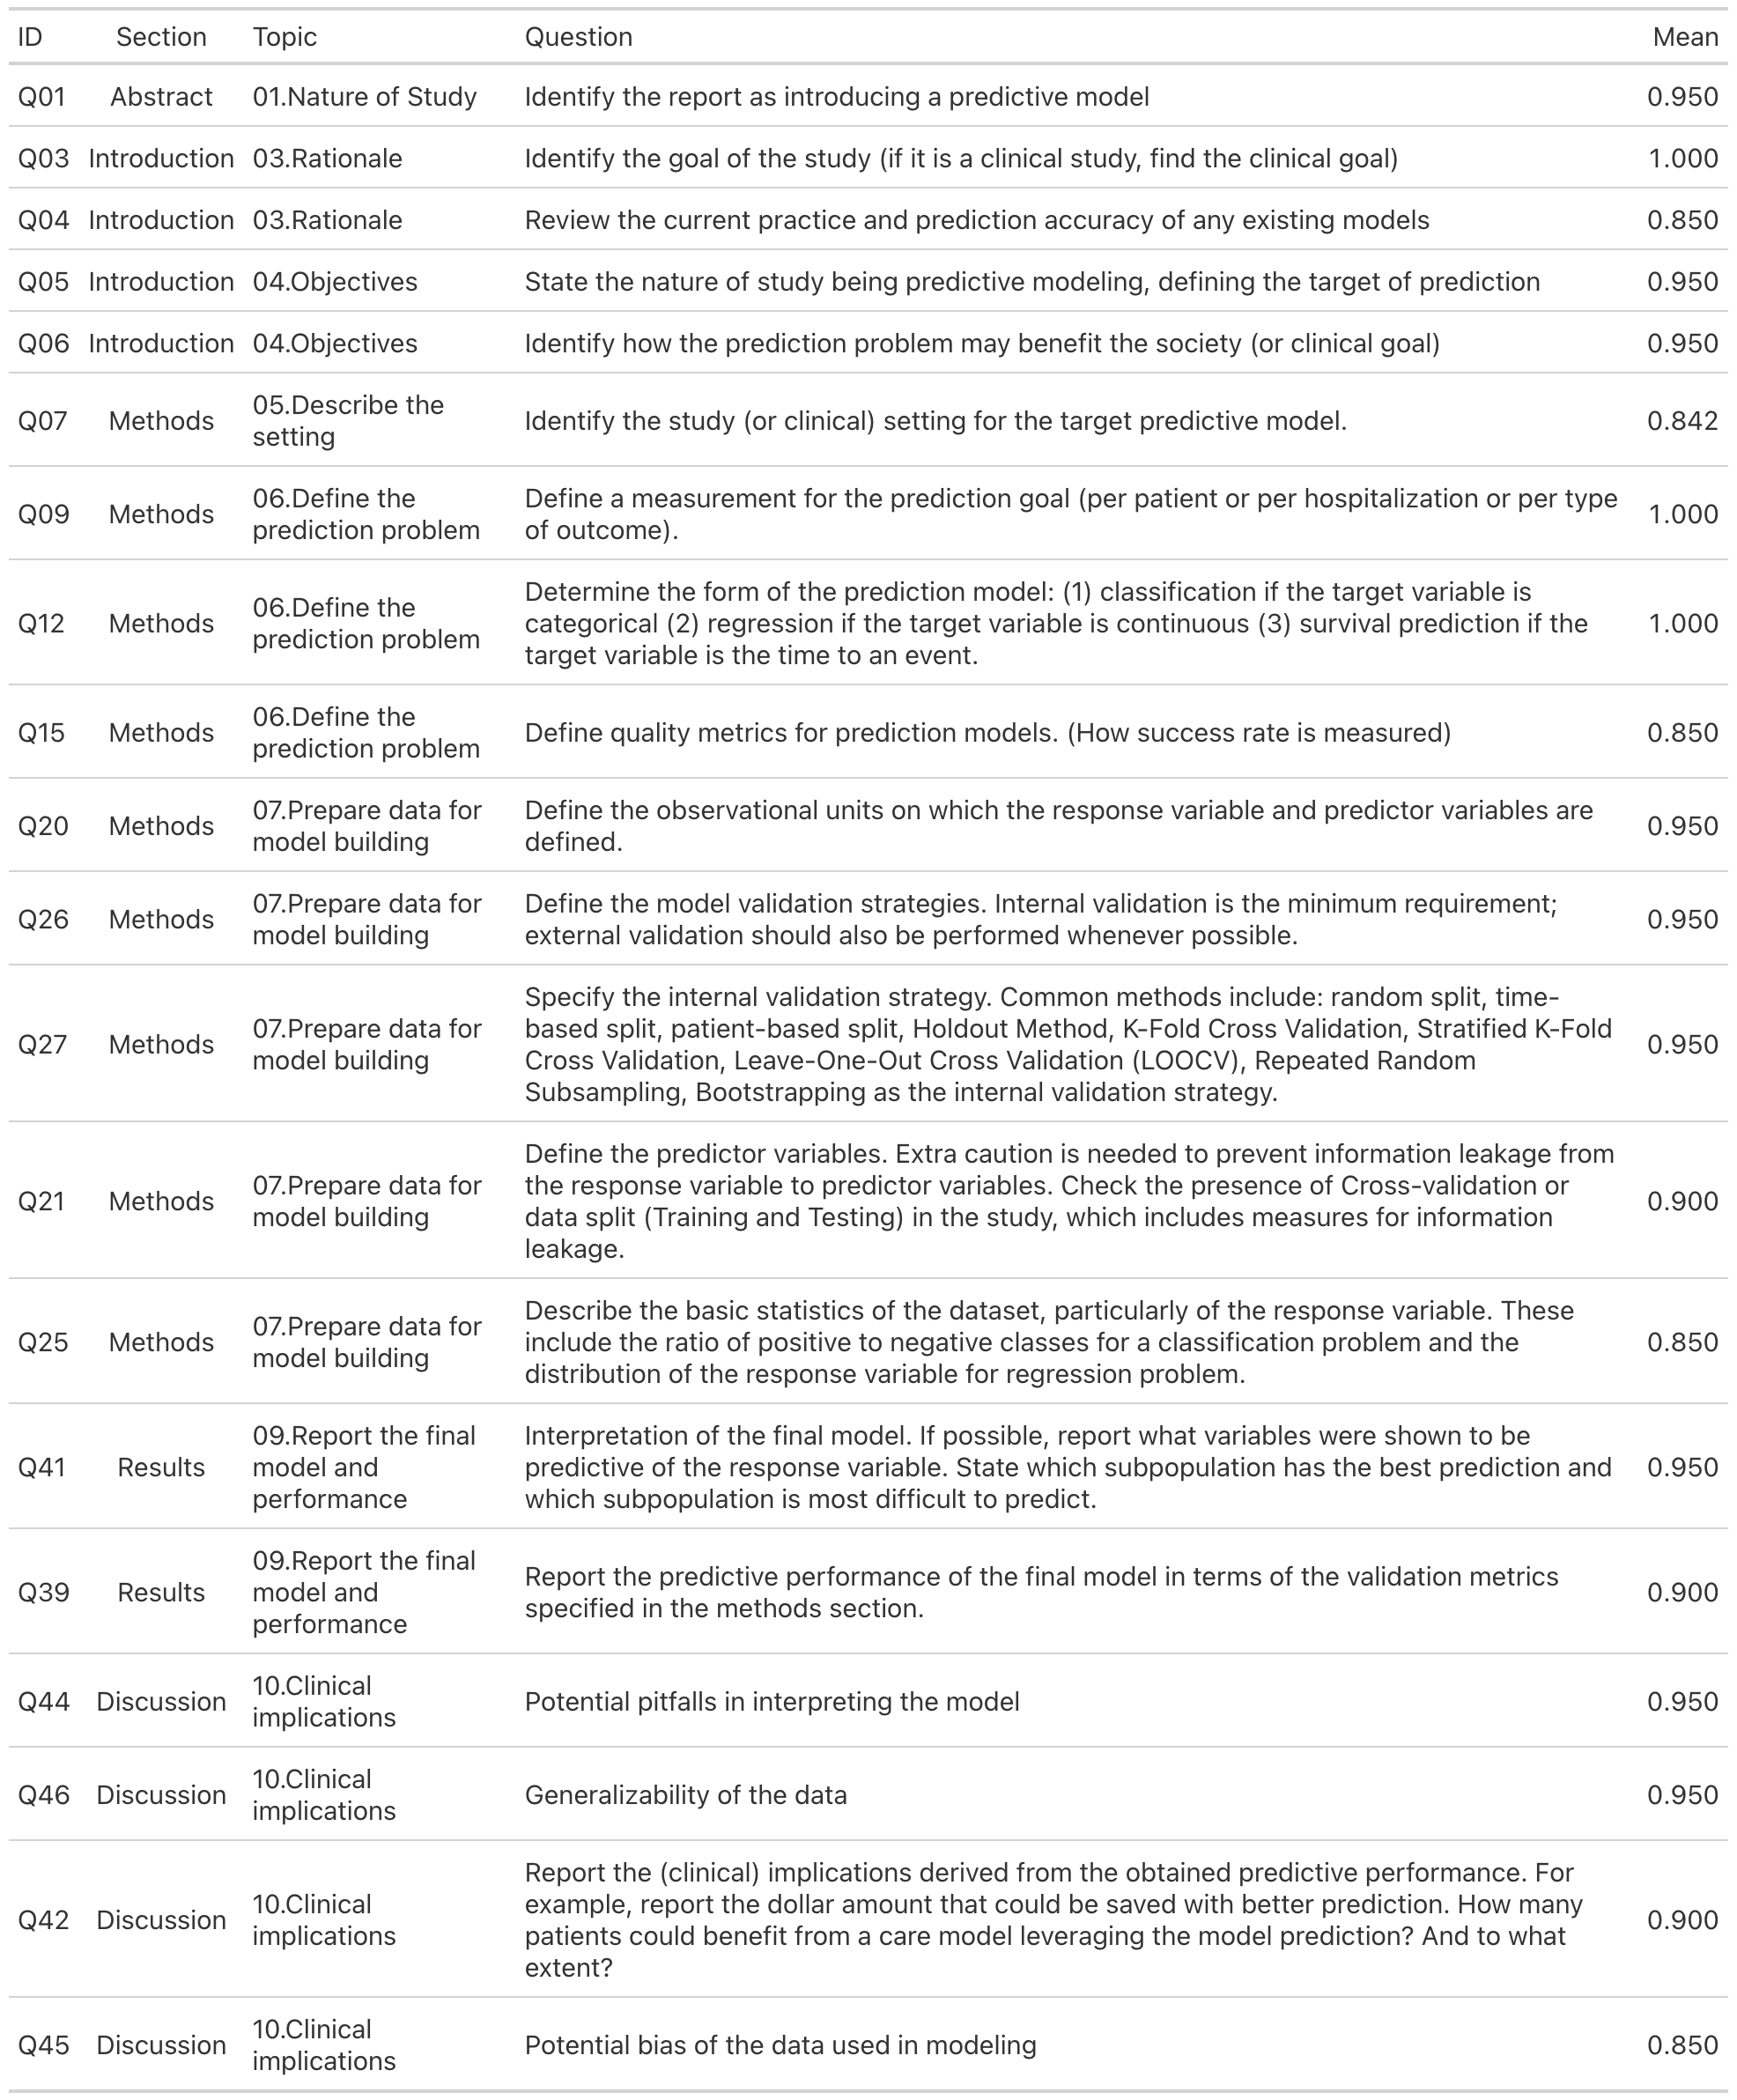 ID Section Topic Question Mean
Q01 Abstract 01.Nature of Study Identify the report as introducing a predictive model 0.950
Q03 Introduction 03.Rationale Identify the goal of the study (if it is a clinical study, find the clinical goal) 1.000
Q04 Introduction 03.Rationale Review the current practice and prediction accuracy of any existing models 0.850
Q05 Introduction 04.Objectives State the nature of study being predictive modeling, defining the target of prediction 0.950
Q06 Introduction 04.Objectives Identify how the prediction problem may benefit the society (or clinical goal) 0.950
Q07 Methods 05.Describe the
setting Identify the study (or clinical) setting for the target predictive model. 0.842
Q09 Methods 06.Define the
prediction problem Define a measurement for the prediction goal (per patient or per hospitalization or per type
of outcome). 1.000
Q12 Methods 06.Define the
prediction problem Determine the form of the prediction model: (1) classification if the target variable is
categorical (2) regression if the target variable is continuous (3) survival prediction if the
target variable is the time to an event. 1.000
Q15 Methods 06.Define the
prediction problem Define quality metrics for prediction models. (How success rate is measured) 0.850
Q20 Methods 07.Prepare data for
model building Define the observational units on which the response variable and predictor variables are
defined. 0.950
Q26 Methods 07.Prepare data for
model building Define the model validation strategies. Internal validation is the minimum requirement;
external validation should also be performed whenever possible. 0.950
Q27 Methods 07.Prepare data for
model building Specify the internal validation strategy. Common methods include: random split, time-
based split, patient-based split, Holdout Method, K-Fold Cross Validation, Stratified K-Fold
Cross Validation, Leave-One-Out Cross Validation (LOOCV), Repeated Random
Subsampling, Bootstrapping as the internal validation strategy. 0.950
Q21 Methods 07.Prepare data for
model building Define the predictor variables. Extra caution is needed to prevent information leakage from
the response variable to predictor variables. Check the presence of Cross-validation or
data split (Training and Testing) in the study, which includes measures for information
leakage. 0.900
Q25 Methods 07.Prepare data for
model building Describe the basic statistics of the dataset, particularly of the response variable. These
include the ratio of positive to negative classes for a classification problem and the
distribution of the response variable for regression problem. 0.850
Q41 Results 09.Report the final
model and
performance Interpretation of the final model. If possible, report what variables were shown to be
predictive of the response variable. State which subpopulation has the best prediction and
which subpopulation is most difficult to predict. 0.950
Q39 Results 09.Report the final
model and
performance Report the predictive performance of the final model in terms of the validation metrics
specified in the methods section. 0.900
Q44 Discussion 10.Clinical
implications Potential pitfalls in interpreting the model 0.950
Q46 Discussion 10.Clinical
implications Generalizability of the data 0.950
Q42 Discussion 10.Clinical
implications Report the (clinical) implications derived from the obtained predictive performance. For
example, report the dollar amount that could be saved with better prediction. How many
patients could benefit from a care model leveraging the model prediction? And to what
extent? 0.900
Q45 Discussion 10.Clinical
implications Potential bias of the data used in modeling 0.850